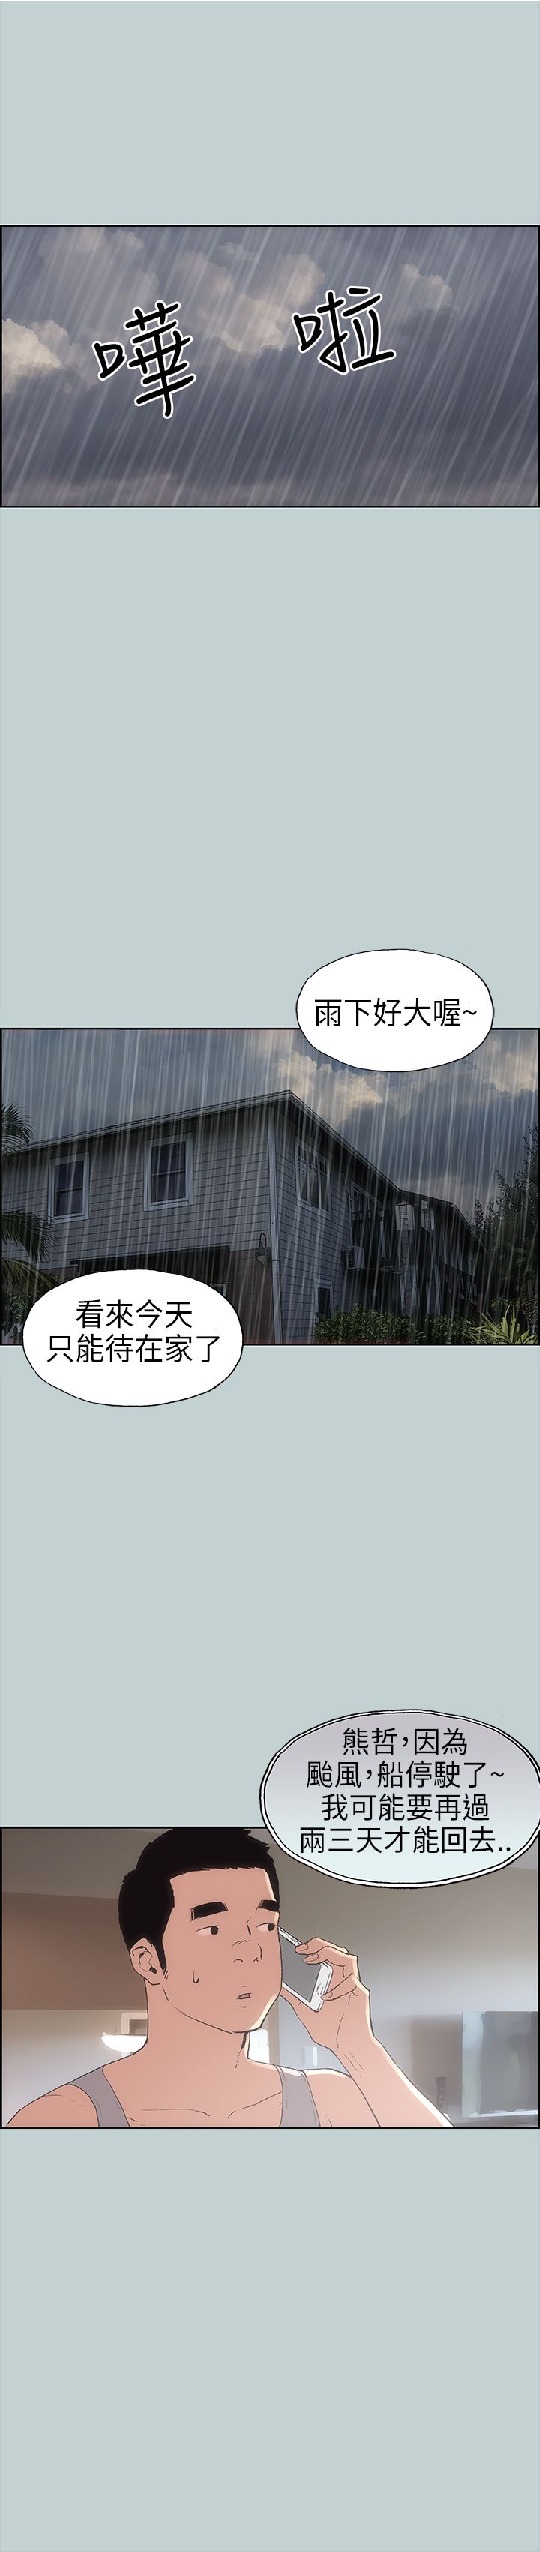 嘩 啦
雨下好大喔~
看來今天
只能待在家了
熊哲，因為
颱風，船停駛了~
我可能要再過
兩三天才能回去..